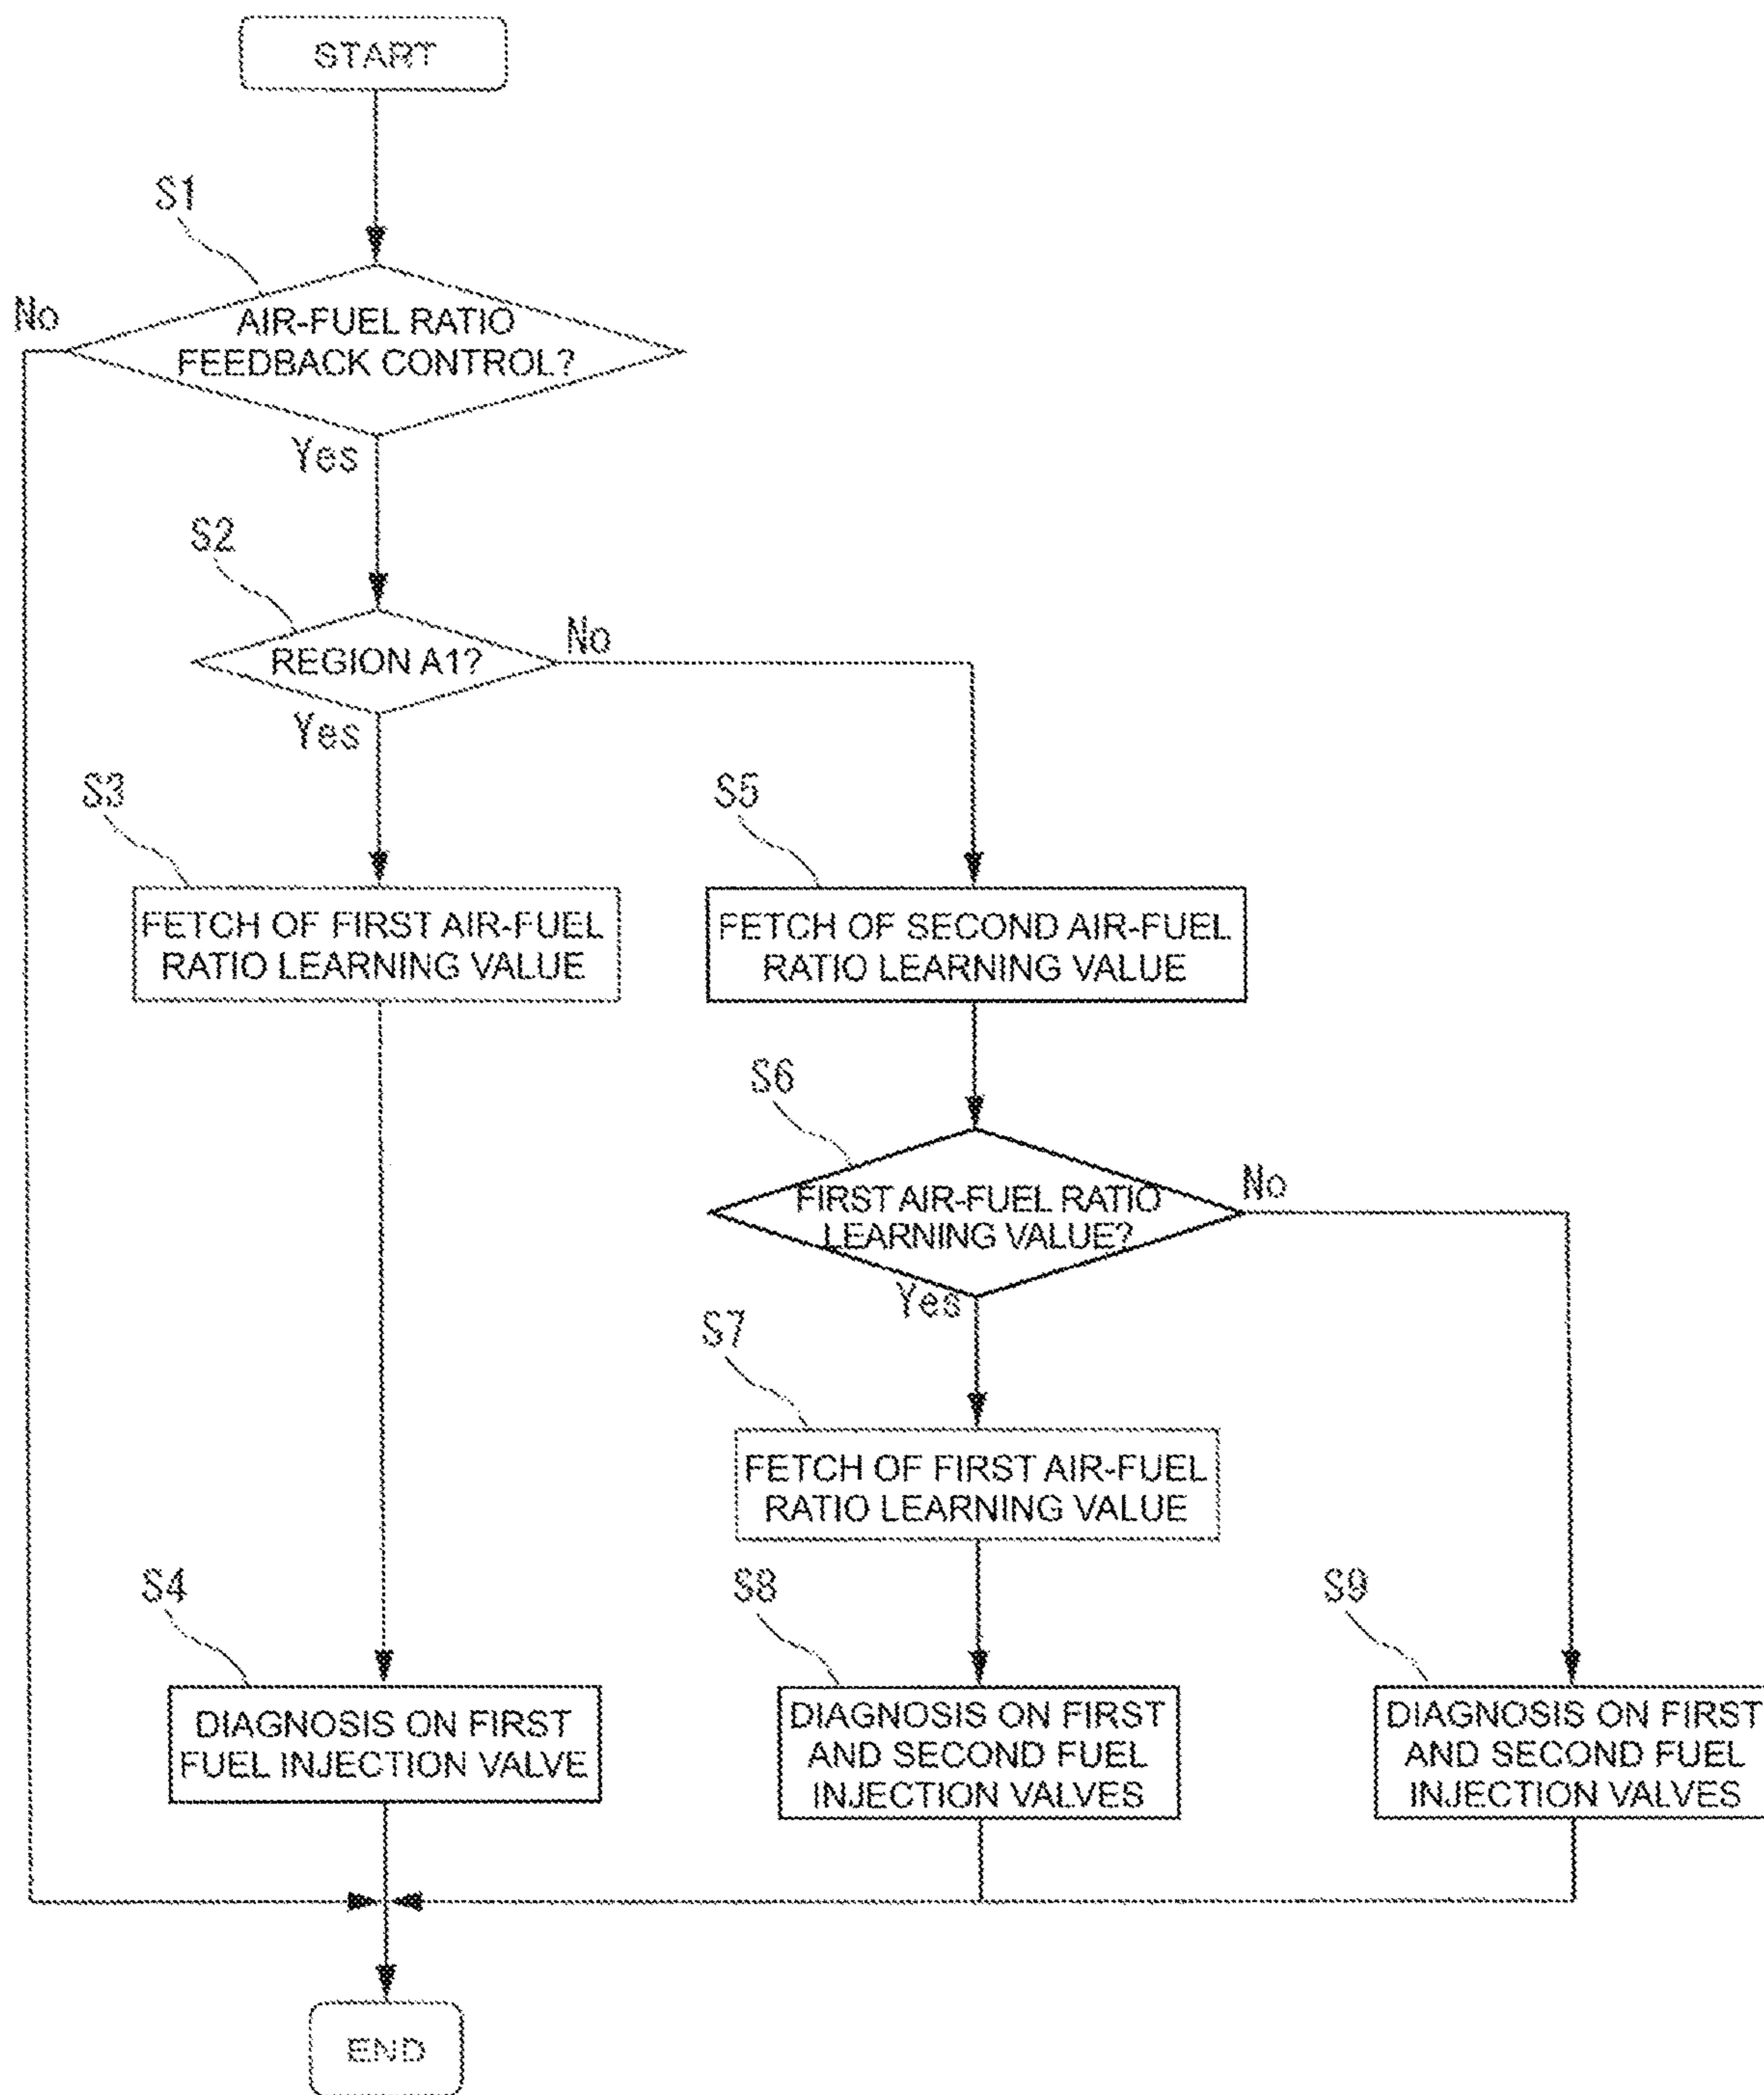 START
S1
No
AIR-FUEL RATIO
FEEDBACK CONTROL?
Yes
S2
No
REGION A1?
Yes
S3
S5
FETCH OF FIRST AIR-FUEL
RATIO LEARNING VALUE
FETCH OF SECOND AIR-FUEL
RATIO LEARNING VALUE
S6
No
FIRST AIR-FUEL RATIO
LEARNING VALUE?
Yes
S7
FETCH OF FIRST AIR-FUEL
RATIO LEARNING VALUE
S4
S8
S9
DIAGNOSIS ON FIRST
FUEL INJECTION VALVE
DIAGNOSIS ON FIRST
AND SECOND FUEL
INJECTION VALVES
DIAGNOSIS ON FIRST
AND SECOND FUEL
INJECTION VALVES
END